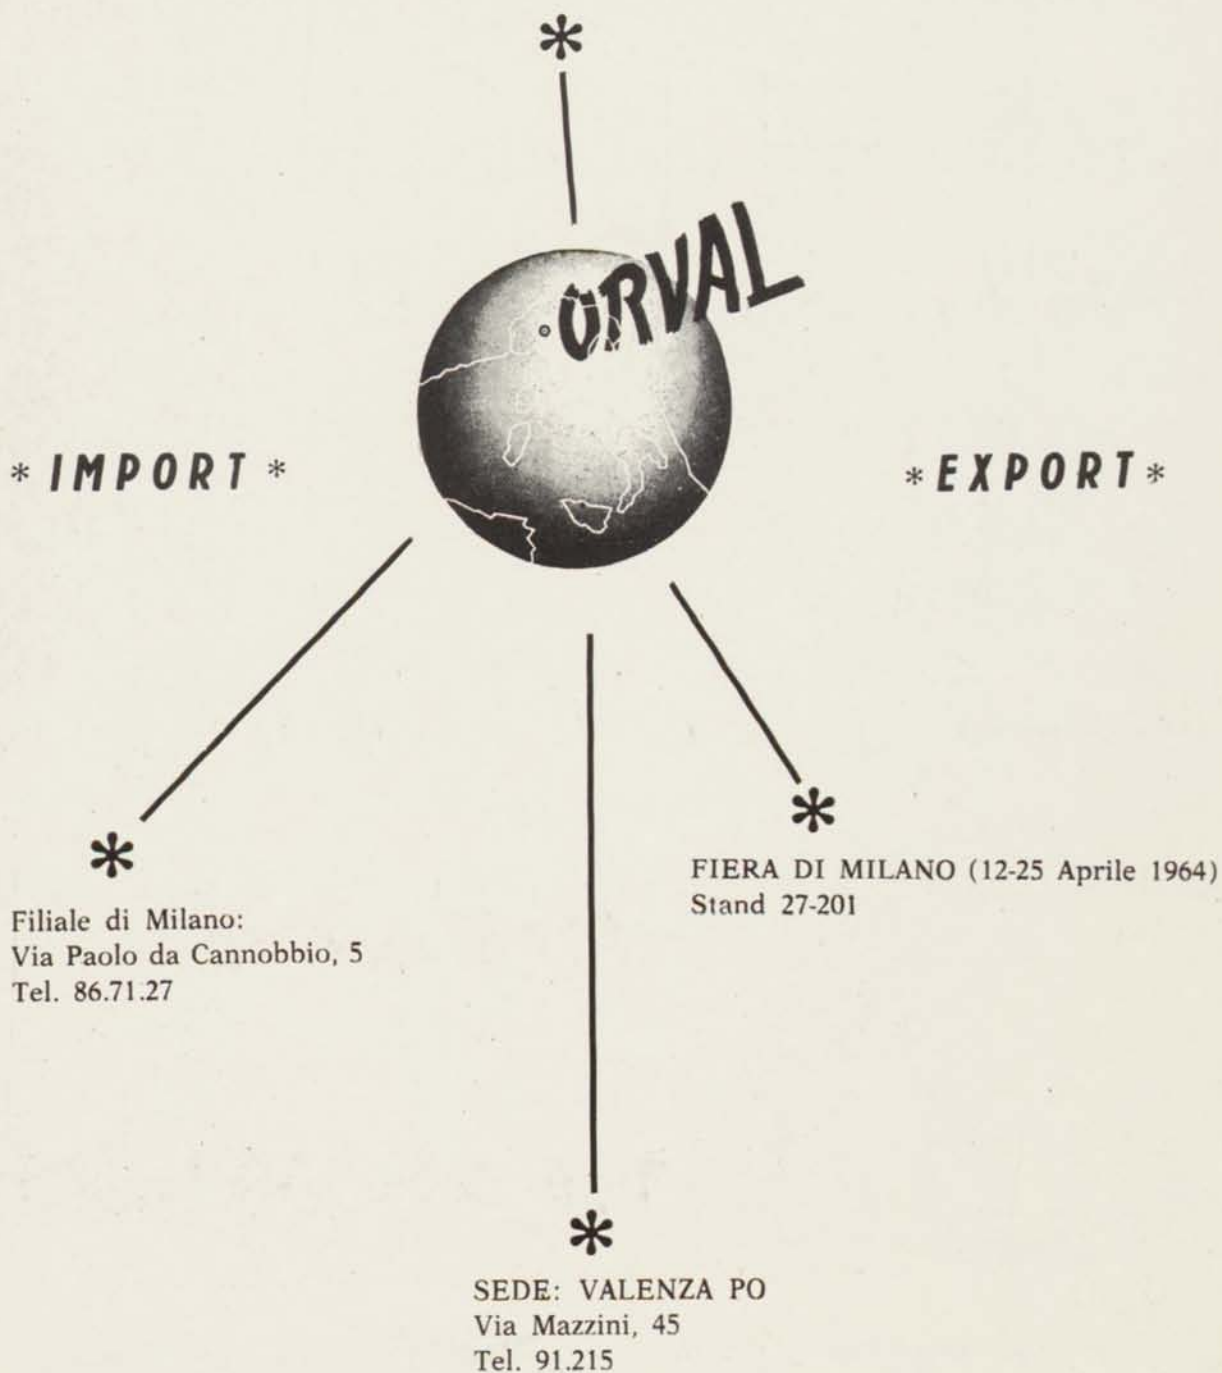 ORVAL
* IMPORT *
* EXPORT *
FIERA DI MILANO (12-25 Aprile 1964)
Stand 27-201
Filiale di Milano:
Via Paolo da Cannobbio, 5
Tel. 86.71.27
SEDE: VALENZA PO
Via Mazzini, 45
Tel. 91.215